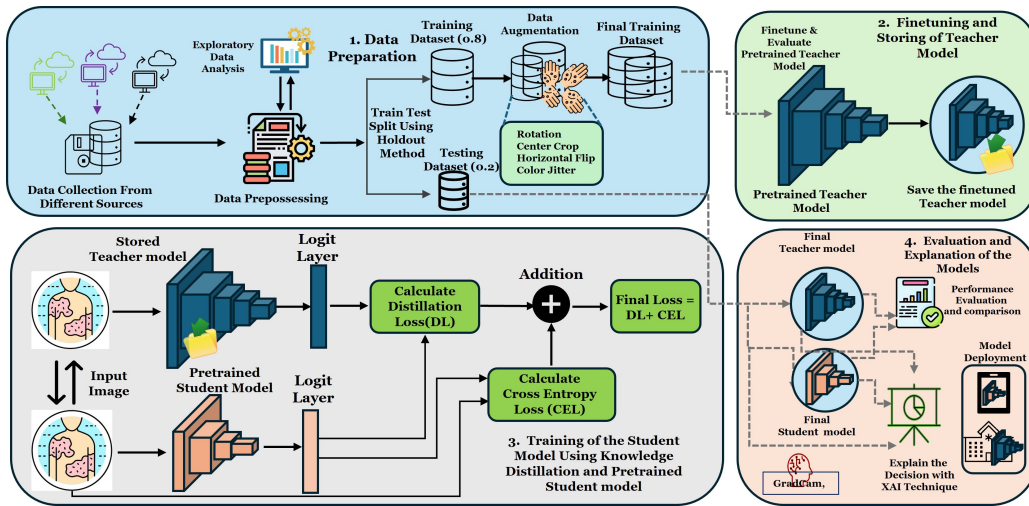 1. Data
Preparation
Exploratory
Data
Analysis
Data Collection From
Different Sources
Data Prepossessing
Train Test
Split Using
Holdout
Method
Training
Dataset (0.8)
Data
Augmentation
Final Training
Dataset
Testing
Dataset (0.2)
Rotation
Center Crop
Horizontal Flip
Color Jitter
2. Finetuning and
Storing of Teacher
Model
Finetune &
Evaluate
Pretrained Teacher
Model
Pretrained Teacher
Model
Save the finetuned
Teacher model
Stored
Teacher model
Logit
Layer
Calculate
Distillation
Loss(DL)
Addition
Final Loss =
DL+ CEL
Input
Image
Pretrained
Student Model
Logit
Layer
Calculate
Cross Entropy
Loss (CEL)
3. Training of the Student
Model Using Knowledge
Distillation and Pretrained
Student model
4. Evaluation and
Explanation of the
Models
Final
Teacher model
Performance
Evaluation
and comparison
Model
Deployment
Final
Student model
Explain the
Decision with
XAI Technique
GradCam,